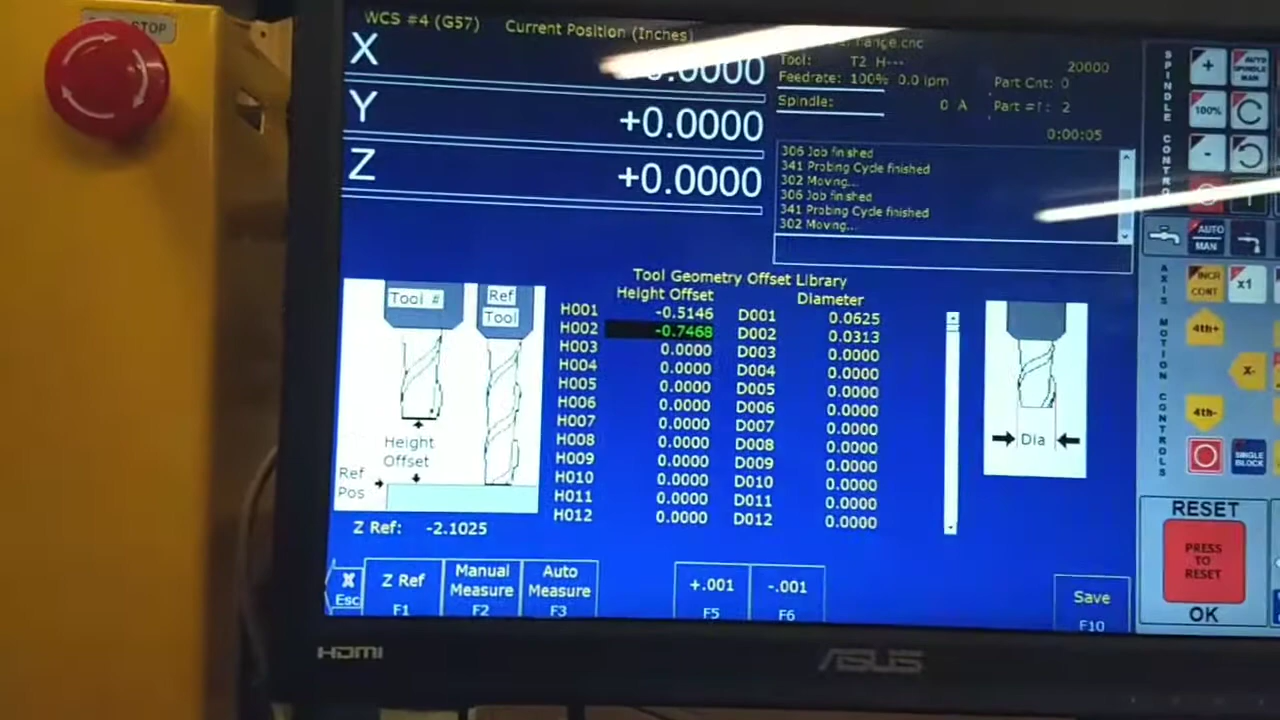 STOP
WCS #4 (G57) Current Position (Inches)
X
Y +0.0000
Z +0.0000
Tool: T2 H---
Feedrate: 100% 0.0 ipm
Spindle: 0 A
20000
Part Cnt: 0
Part #: 2
0:00:05
306 Job finished
341 Probing Cycle finished
302 Moving...
306 Job finished
341 Probing Cycle finished
302 Moving...
Tool Geometry Offset Library
Height Offset Diameter
H001 -0.5146 D001 0.0625
H002 -0.7468 D002 0.0313
H003 0.0000 D003 0.0000
H004 0.0000 D004 0.0000
H005 0.0000 D005 0.0000
H006 0.0000 D006 0.0000
H007 0.0000 D007 0.0000
H008 0.0000 D008 0.0000
H009 0.0000 D009 0.0000
H010 0.0000 D010 0.0000
H011 0.0000 D011 0.0000
H012 0.0000 D012 0.0000
Tool #
Ref
Tool
Height
Offset
Ref
Pos
Z Ref: -2.1025
Dia
X
Esc
Z Ref
F1
Manual
Measure
F2
Auto
Measure
F3
+.001
F5
-.001
F6
Save
F10
SPINDLE CONTROL
+
AUTO
SPINDLE
MAN
100%
-
AUTO
MAN
AXIS MOTION CONTROLS
INCR
CONT
x1
4th+
X-
4th-
SINGLE
BLOCK
RESET
PRESS
TO
RESET
OK
HDMI
ASUS